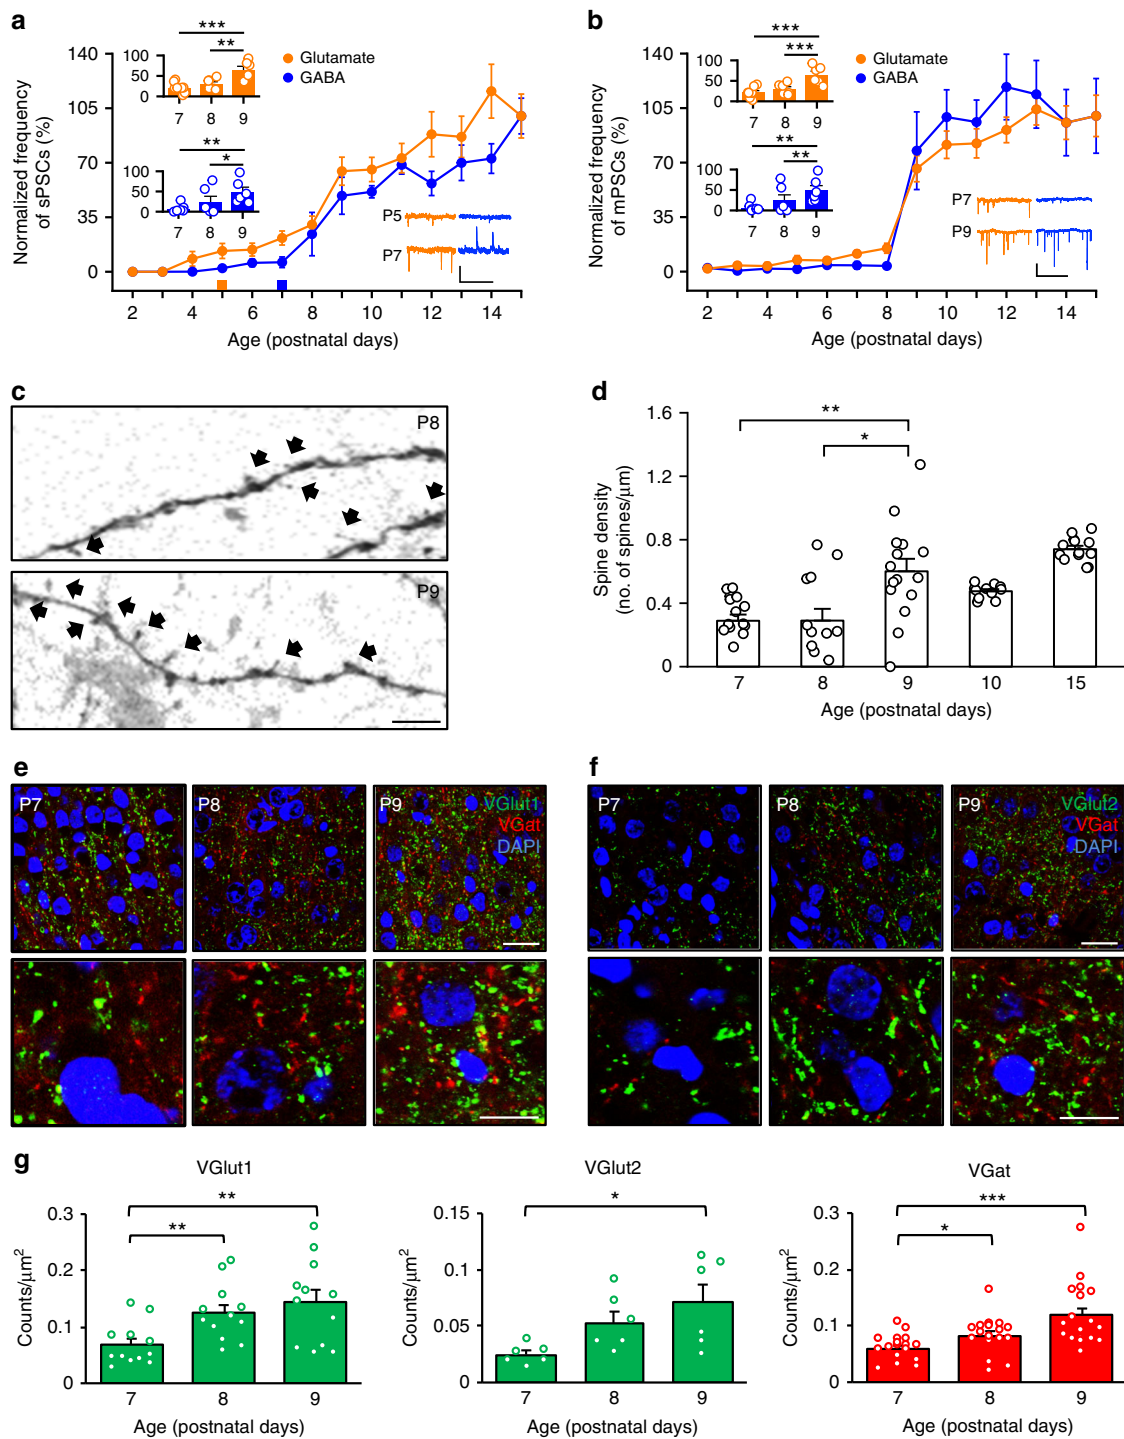 a
Normalized frequency
of sPSCs (%)
140
105
70
35
0
2 4 6 8 10 12 14
Age (postnatal days)
Glutamate
GABA
***
**
100
50
0
7 8 9
**
*
100
50
0
7 8 9
P5
P7
b
Normalized frequency
of mPSCs (%)
140
105
70
35
0
2 4 6 8 10 12 14
Age (postnatal days)
Glutamate
GABA
***
***
100
50
0
7 8 9
**
**
100
50
0
7 8 9
P7
P9
c
P8
P9
d
Spine density
(no. of spines/μm)
1.6
1.2
0.8
0.4
0
**
*
7 8 9 10 15
Age (postnatal days)
e
P7
P8
P9
VGlut1
VGat
DAPI
f
P7
P8
P9
VGlut2
VGat
DAPI
g
VGlut1
Counts/μm²
0.3
0.2
0.1
0
**
**
7 8 9
Age (postnatal days)
VGlut2
Counts/μm²
0.15
0.1
0.05
0
*
7 8 9
Age (postnatal days)
VGat
Counts/μm²
0.3
0.2
0.1
0
***
*
7 8 9
Age (postnatal days)